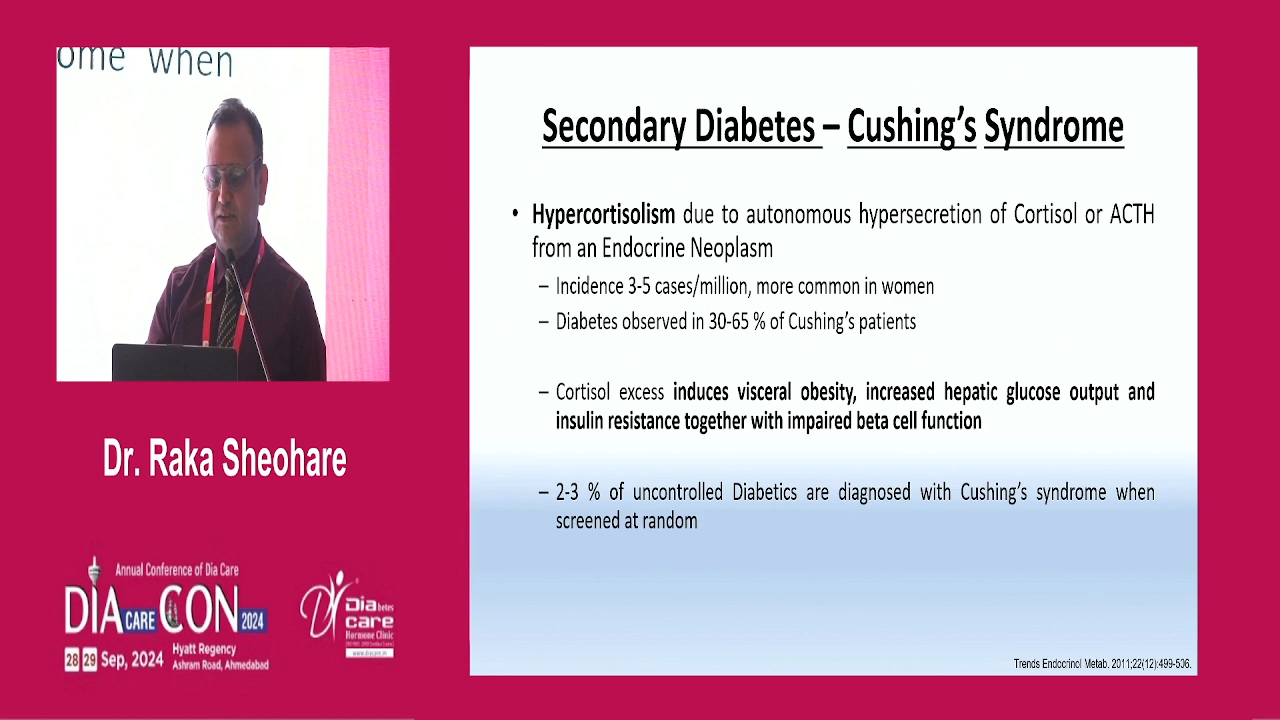 ome when
Secondary Diabetes – Cushing's Syndrome
• Hypercortisolism due to autonomous hypersecretion of Cortisol or ACTH
from an Endocrine Neoplasm
– Incidence 3-5 cases/million, more common in women
– Diabetes observed in 30-65 % of Cushing's patients
– Cortisol excess induces visceral obesity, increased hepatic glucose output and
insulin resistance together with impaired beta cell function
– 2-3 % of uncontrolled Diabetics are diagnosed with Cushing's syndrome when
screened at random
Trends Endocrinol Metab. 2011;22(12):499-506.
Dr. Raka Sheohare
Annual Conference of Dia Care
DIA CARE CON 2024
28 29 Sep, 2024
Hyatt Regency
Ashram Road, Ahmedabad
Diabetes
care
Hormone Clinic
www.diacare.in